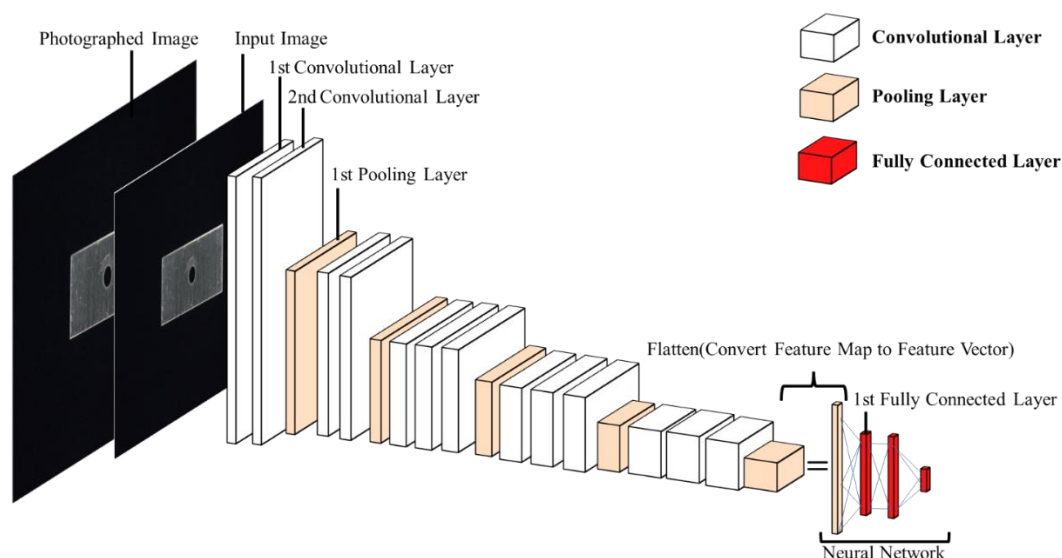 Photographed Image
Input Image
1st Convolutional Layer
2nd Convolutional Layer
1st Pooling Layer
Convolutional Layer
Pooling Layer
Fully Connected Layer
Flatten(Convert Feature Map to Feature Vector)
1st Fully Connected Layer
=
Neural Network